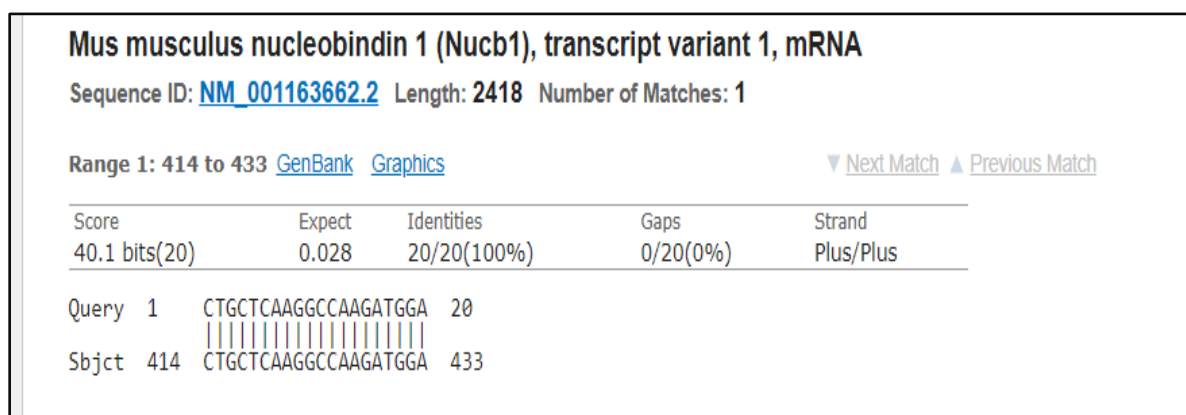 Mus musculus nucleobindin 1 (Nucb1), transcript variant 1, mRNA
Sequence ID: NM_001163662.2 Length: 2418 Number of Matches: 1
Range 1: 414 to 433 GenBank Graphics ▼ Next Match ▲ Previous Match
Score Expect Identities Gaps Strand
40.1 bits(20) 0.028 20/20(100%) 0/20(0%) Plus/Plus
Query 1 CTGCTCAAGGCCAAGATGGA 20
||||||||||||||||||||
Sbjct 414 CTGCTCAAGGCCAAGATGGA 433